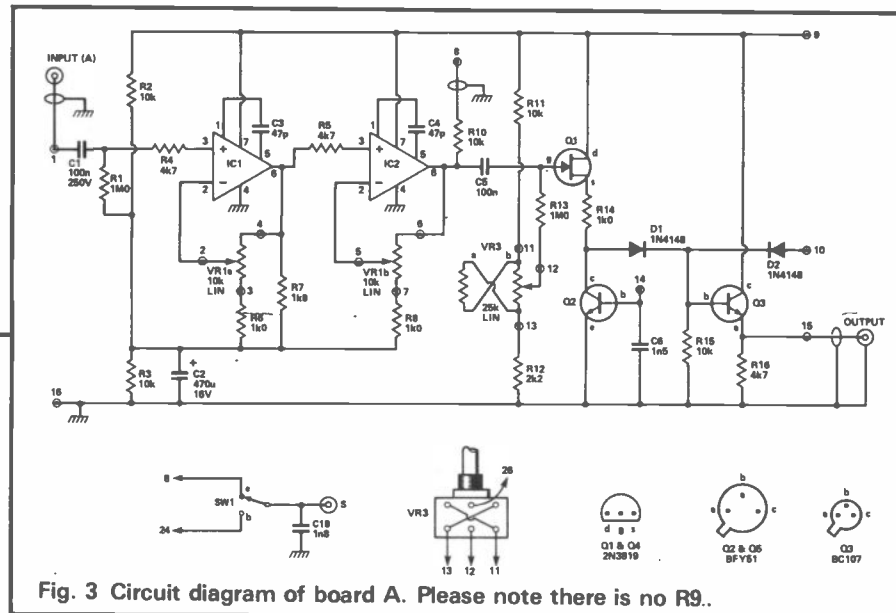 INPUT (A)
1
C1
100n
250V
R1
1M0
R2
10k
R3
10k
16
C2
470u
16V
+
R4
4k7
1
C3
47p
3
+
7
5
IC1
6
2
−
4
2
4
VR1a
10k
LIN
3
R6
1k0
R7
1k8
R5
4k7
1
C4
47p
3
+
7
5
IC2
6
2
−
4
5
6
VR1b
10k
LIN
7
R8
1k0
8
R10
10k
C5
100n
R11
10k
11
VR3
a
b
12
25k
LIN
13
R12
2k2
R13
1M0
Q1
g
d
s
R14
1k0
D1
1N4148
D2
1N4148
9
10
Q2
c
b
e
14
C6
1n5
R15
10k
b
c
Q3
e
R16
4k7
15
OUTPUT
8
SW1
a
b
24
C18
1n8
S
VR3
26
13 12 11
d g s
Q1 & Q4
2N3819
b
e c
Q2 & Q5
BFY51
b
e c
Q3
BC107
Fig. 3 Circuit diagram of board A. Please note there is no R9..